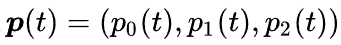 p(t) = (p₀(t), p₁(t), p₂(t))